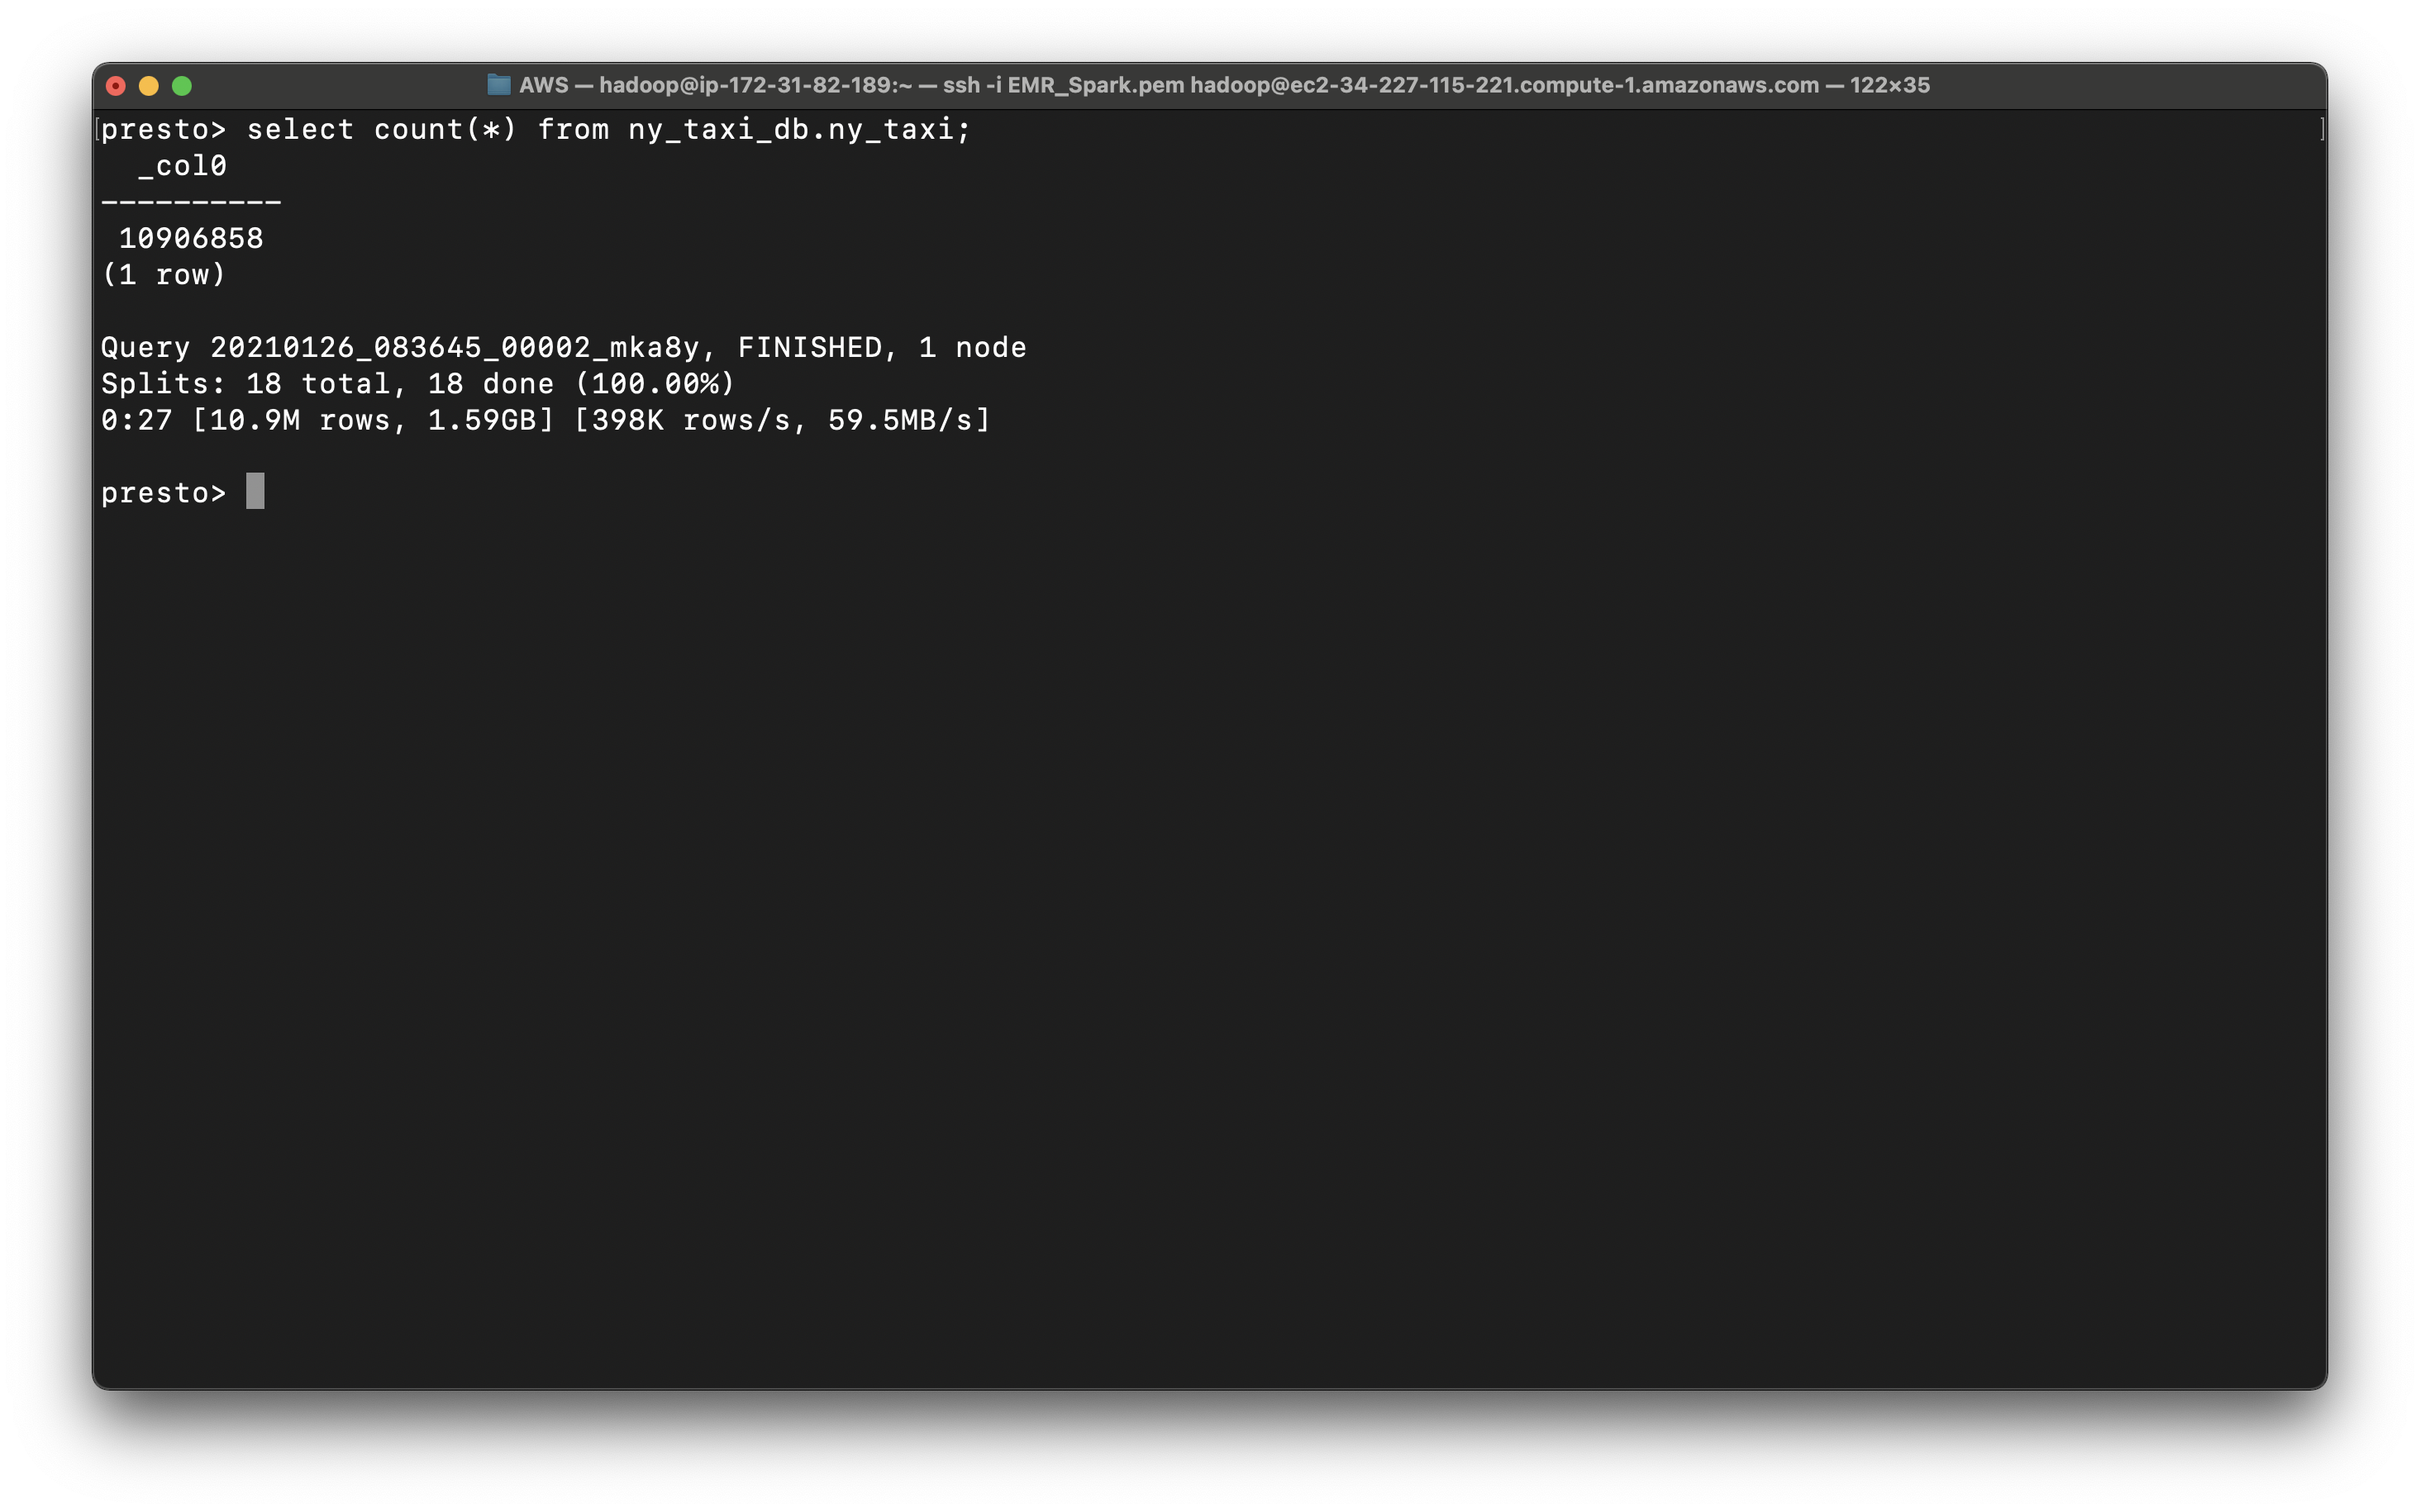 AWS — hadoop@ip-172-31-82-189:~ — ssh -i EMR_Spark.pem hadoop@ec2-34-227-115-221.compute-1.amazonaws.com — 122×35
[presto> select count(*) from ny_taxi_db.ny_taxi; ]
_col0
----------
10906858
(1 row)
Query 20210126_083645_00002_mka8y, FINISHED, 1 node
Splits: 18 total, 18 done (100.00%)
0:27 [10.9M rows, 1.59GB] [398K rows/s, 59.5MB/s]
presto>